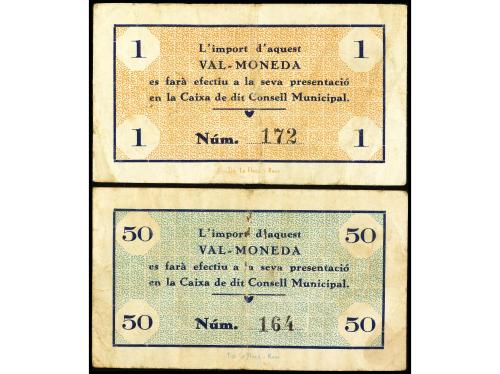 1 1
L'import d'aquest
VAL-MONEDA
es farà efectiu a la seva presentació
en la Caixa de dit Consell Municipal.
1 Núm. 172 1
50 50
L'import d'aquest
VAL-MONEDA
es farà efectiu a la seva presentació
en la Caixa de dit Consell Municipal.
50 Núm. 164 50